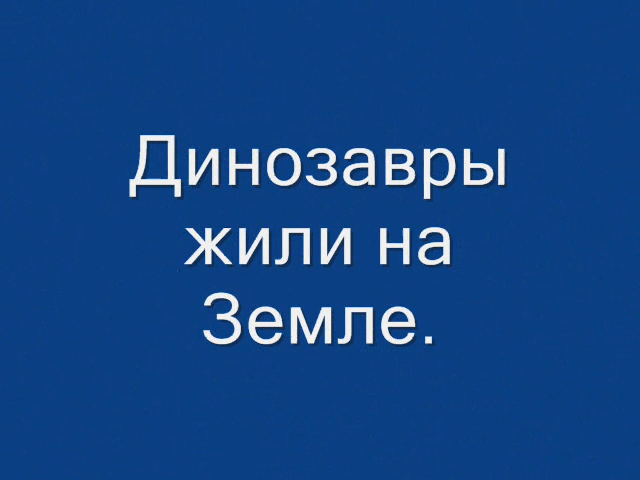 Динозавры
жили на
Земле.